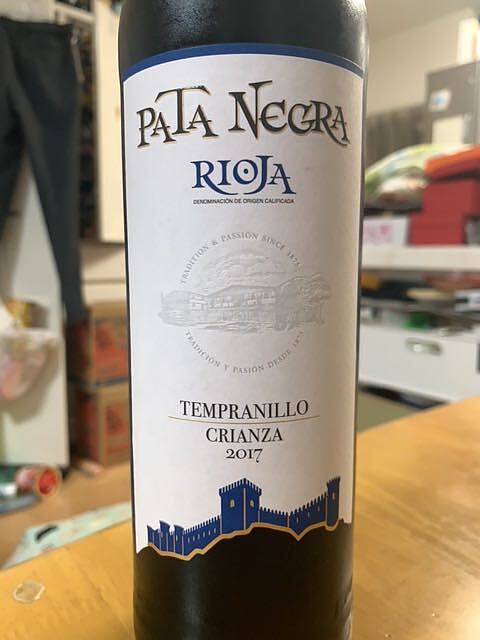 PATA NEGRA
RIOJA
DENOMINACIÓN DE ORIGEN CALIFICADA
TRADITION & PASSION SINCE 1871
TRADICIÓN Y PASIÓN DESDE 1871
TEMPRANILLO
CRIANZA
2017